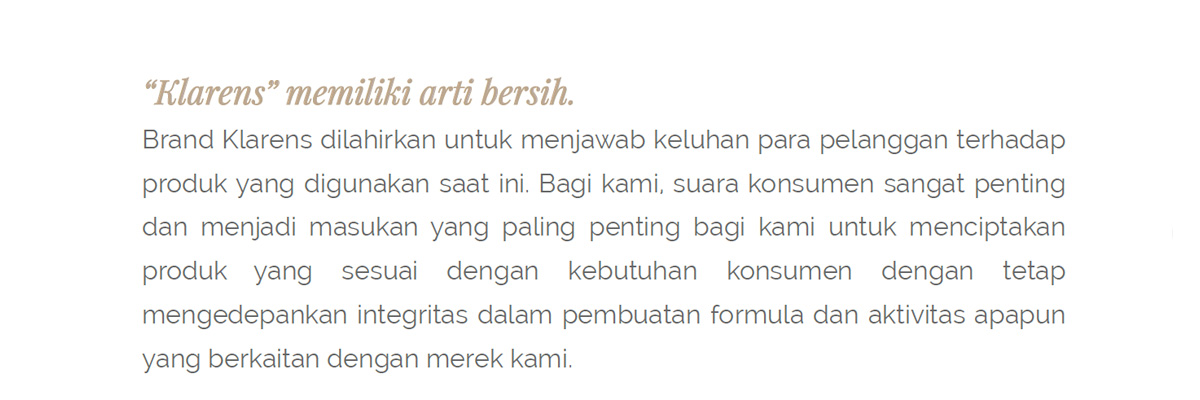 “Klarens” memiliki arti bersih.
Brand Klarens dilahirkan untuk menjawab keluhan para pelanggan terhadap
produk yang digunakan saat ini. Bagi kami, suara konsumen sangat penting
dan menjadi masukan yang paling penting bagi kami untuk menciptakan
produk yang sesuai dengan kebutuhan konsumen dengan tetap
mengedepankan integritas dalam pembuatan formula dan aktivitas apapun
yang berkaitan dengan merek kami.